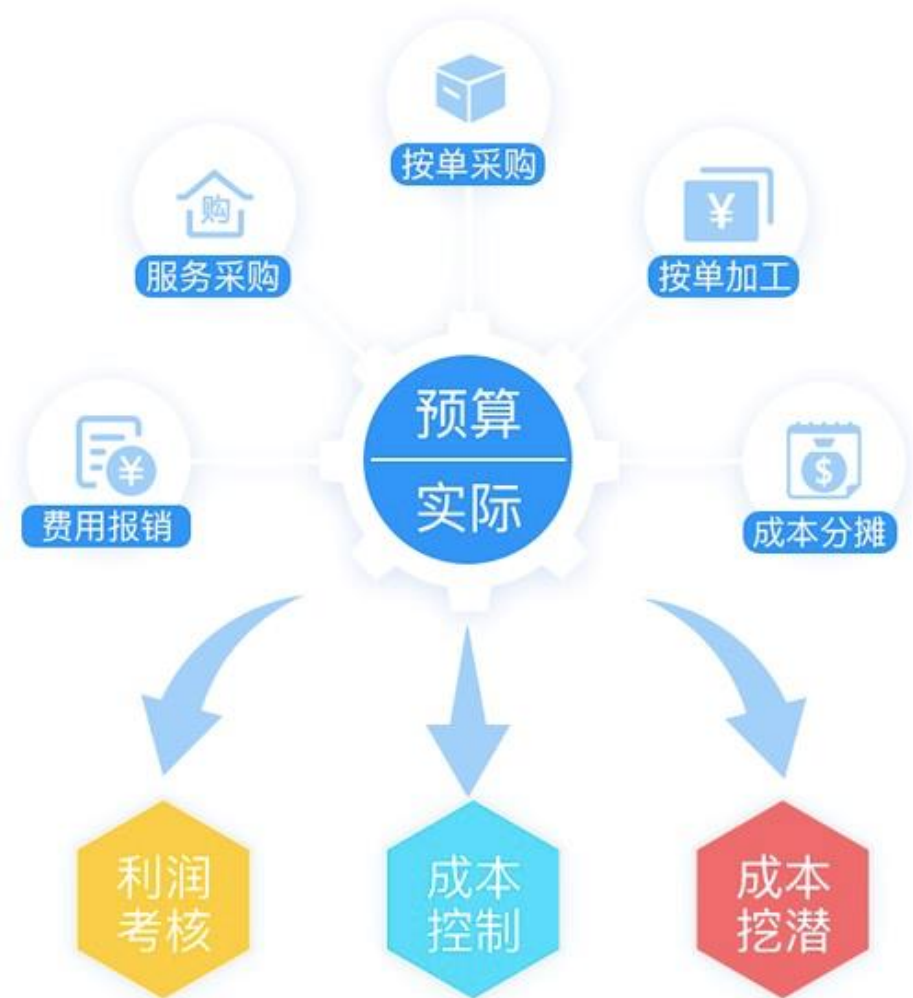 按单采购
购
服务采购
¥
按单加工
预算
实际
¥
费用报销
$
成本分摊
利润
考核
成本
控制
成本
挖潜